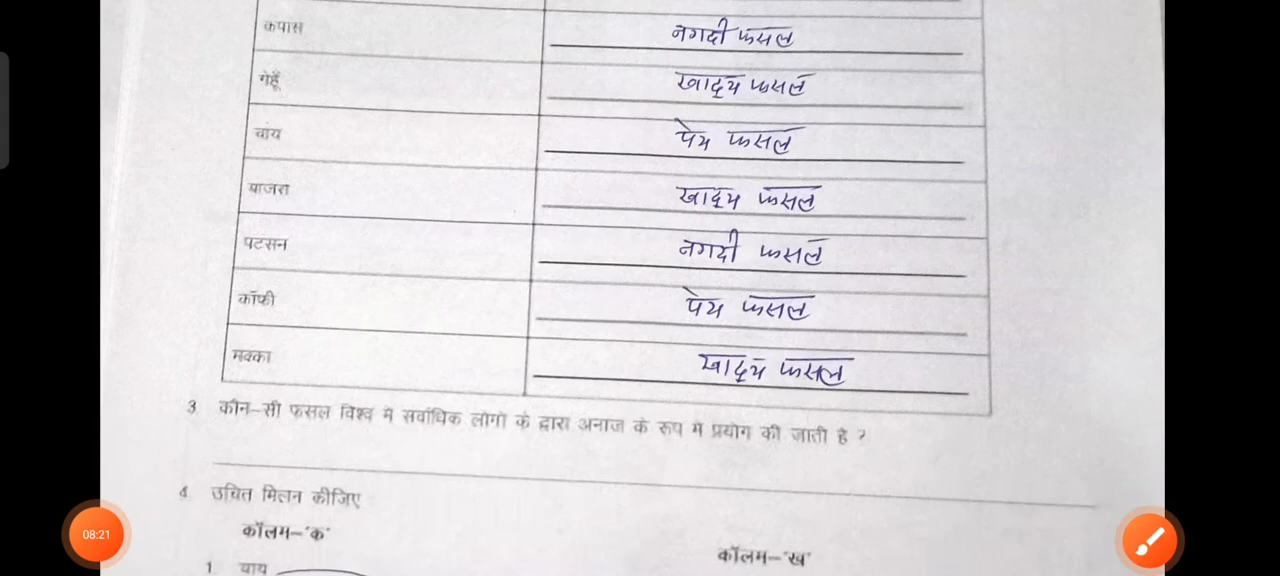 कपास नगदी फसल
गेहूँ खाद्य फसल
चाय पेय फसल
बाजरा खाद्य फसल
पटसन नगदी फसल
कॉफी पेय फसल
मक्का खाद्य फसल
3. कौन-सी फसल विश्व में सर्वाधिक लोगों के द्वारा अनाज के रूप में प्रयोग की जाती है ?
4. उचित मिलन कीजिए
कॉलम-'क' कॉलम-'ख'
1. चाय
08:21